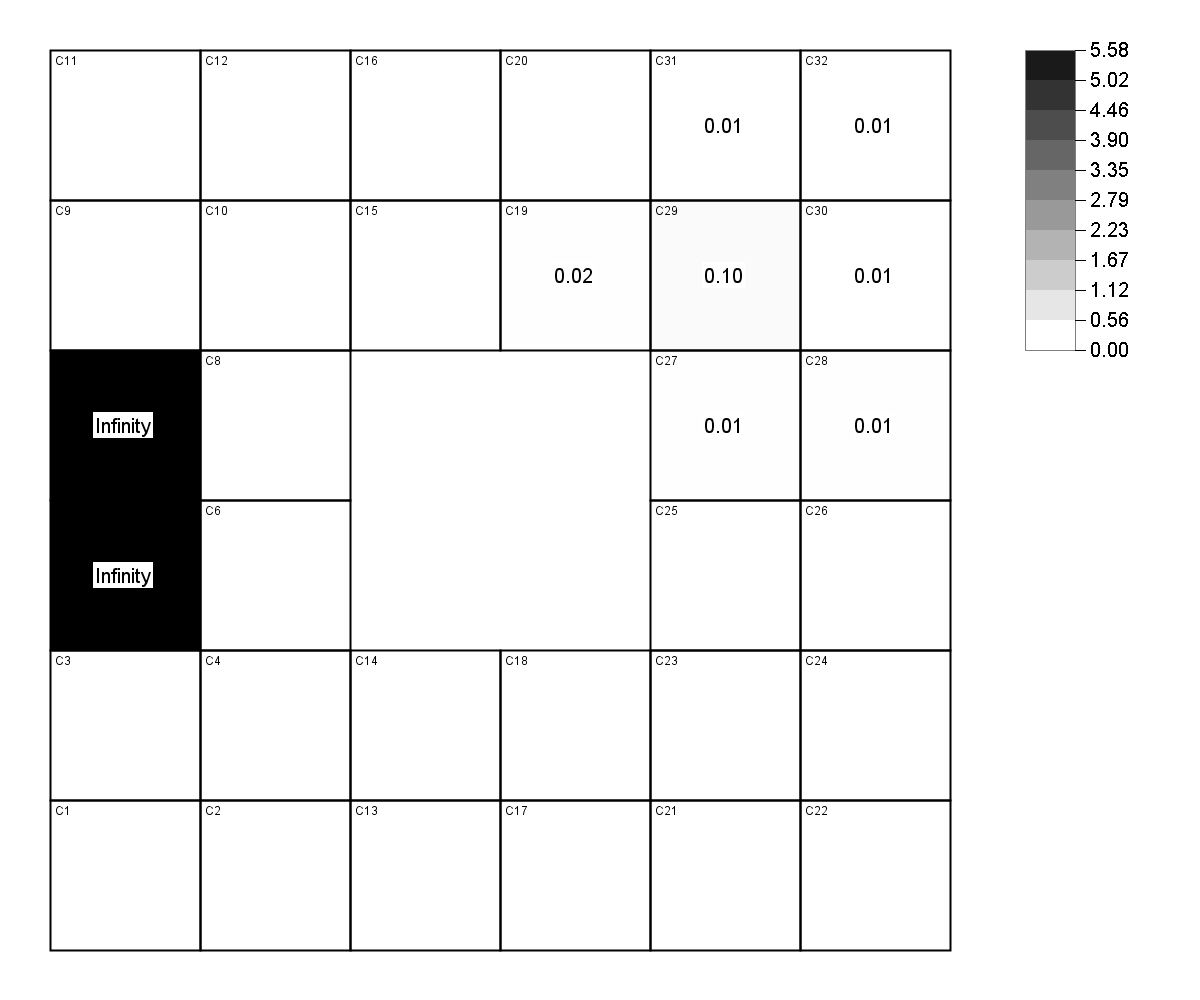 C11 C12 C16 C20 C31 C32
0.01 0.01
C9 C10 C15 C19 C29 C30
0.02 0.10 0.01
C8 C27 C28
Infinity 0.01 0.01
C6 C25 C26
Infinity
C3 C4 C14 C18 C23 C24
C1 C2 C13 C17 C21 C22
5.58
5.02
4.46
3.90
3.35
2.79
2.23
1.67
1.12
0.56
0.00